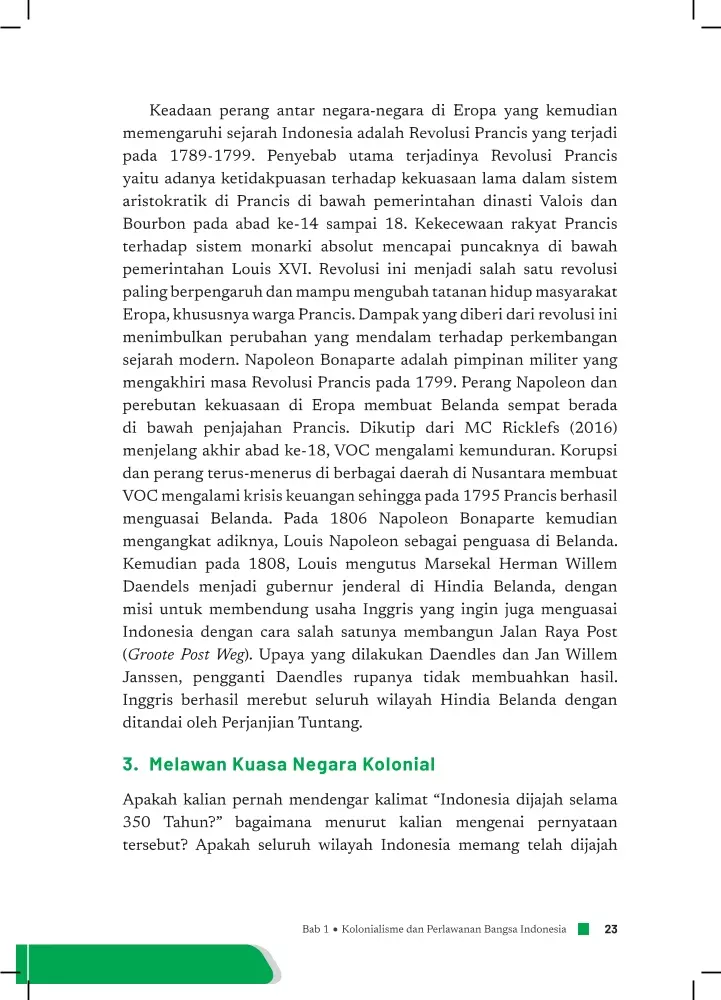 Keadaan perang antar negara-negara di Eropa yang kemudian
memengaruhi sejarah Indonesia adalah Revolusi Prancis yang terjadi
pada 1789-1799. Penyebab utama terjadinya Revolusi Prancis
yaitu adanya ketidakpuasan terhadap kekuasaan lama dalam sistem
aristokratik di Prancis di bawah pemerintahan dinasti Valois dan
Bourbon pada abad ke-14 sampai 18. Kekecewaan rakyat Prancis
terhadap sistem monarki absolut mencapai puncaknya di bawah
pemerintahan Louis XVI. Revolusi ini menjadi salah satu revolusi
paling berpengaruh dan mampu mengubah tatanan hidup masyarakat
Eropa, khususnya warga Prancis. Dampak yang diberi dari revolusi ini
menimbulkan perubahan yang mendalam terhadap perkembangan
sejarah modern. Napoleon Bonaparte adalah pimpinan militer yang
mengakhiri masa Revolusi Prancis pada 1799. Perang Napoleon dan
perebutan kekuasaan di Eropa membuat Belanda sempat berada
di bawah penjajahan Prancis. Dikutip dari MC Ricklefs (2016)
menjelang akhir abad ke-18, VOC mengalami kemunduran. Korupsi
dan perang terus-menerus di berbagai daerah di Nusantara membuat
VOC mengalami krisis keuangan sehingga pada 1795 Prancis berhasil
menguasai Belanda. Pada 1806 Napoleon Bonaparte kemudian
mengangkat adiknya, Louis Napoleon sebagai penguasa di Belanda.
Kemudian pada 1808, Louis mengutus Marsekal Herman Willem
Daendels menjadi gubernur jenderal di Hindia Belanda, dengan
misi untuk membendung usaha Inggris yang ingin juga menguasai
Indonesia dengan cara salah satunya membangun Jalan Raya Post
(Groote Post Weg). Upaya yang dilakukan Daendles dan Jan Willem
Janssen, pengganti Daendles rupanya tidak membuahkan hasil.
Inggris berhasil merebut seluruh wilayah Hindia Belanda dengan
ditandai oleh Perjanjian Tuntang.
3. Melawan Kuasa Negara Kolonial
Apakah kalian pernah mendengar kalimat “Indonesia dijajah selama
350 Tahun?” bagaimana menurut kalian mengenai pernyataan
tersebut? Apakah seluruh wilayah Indonesia memang telah dijajah
Bab 1 • Kolonialisme dan Perlawanan Bangsa Indonesia 23